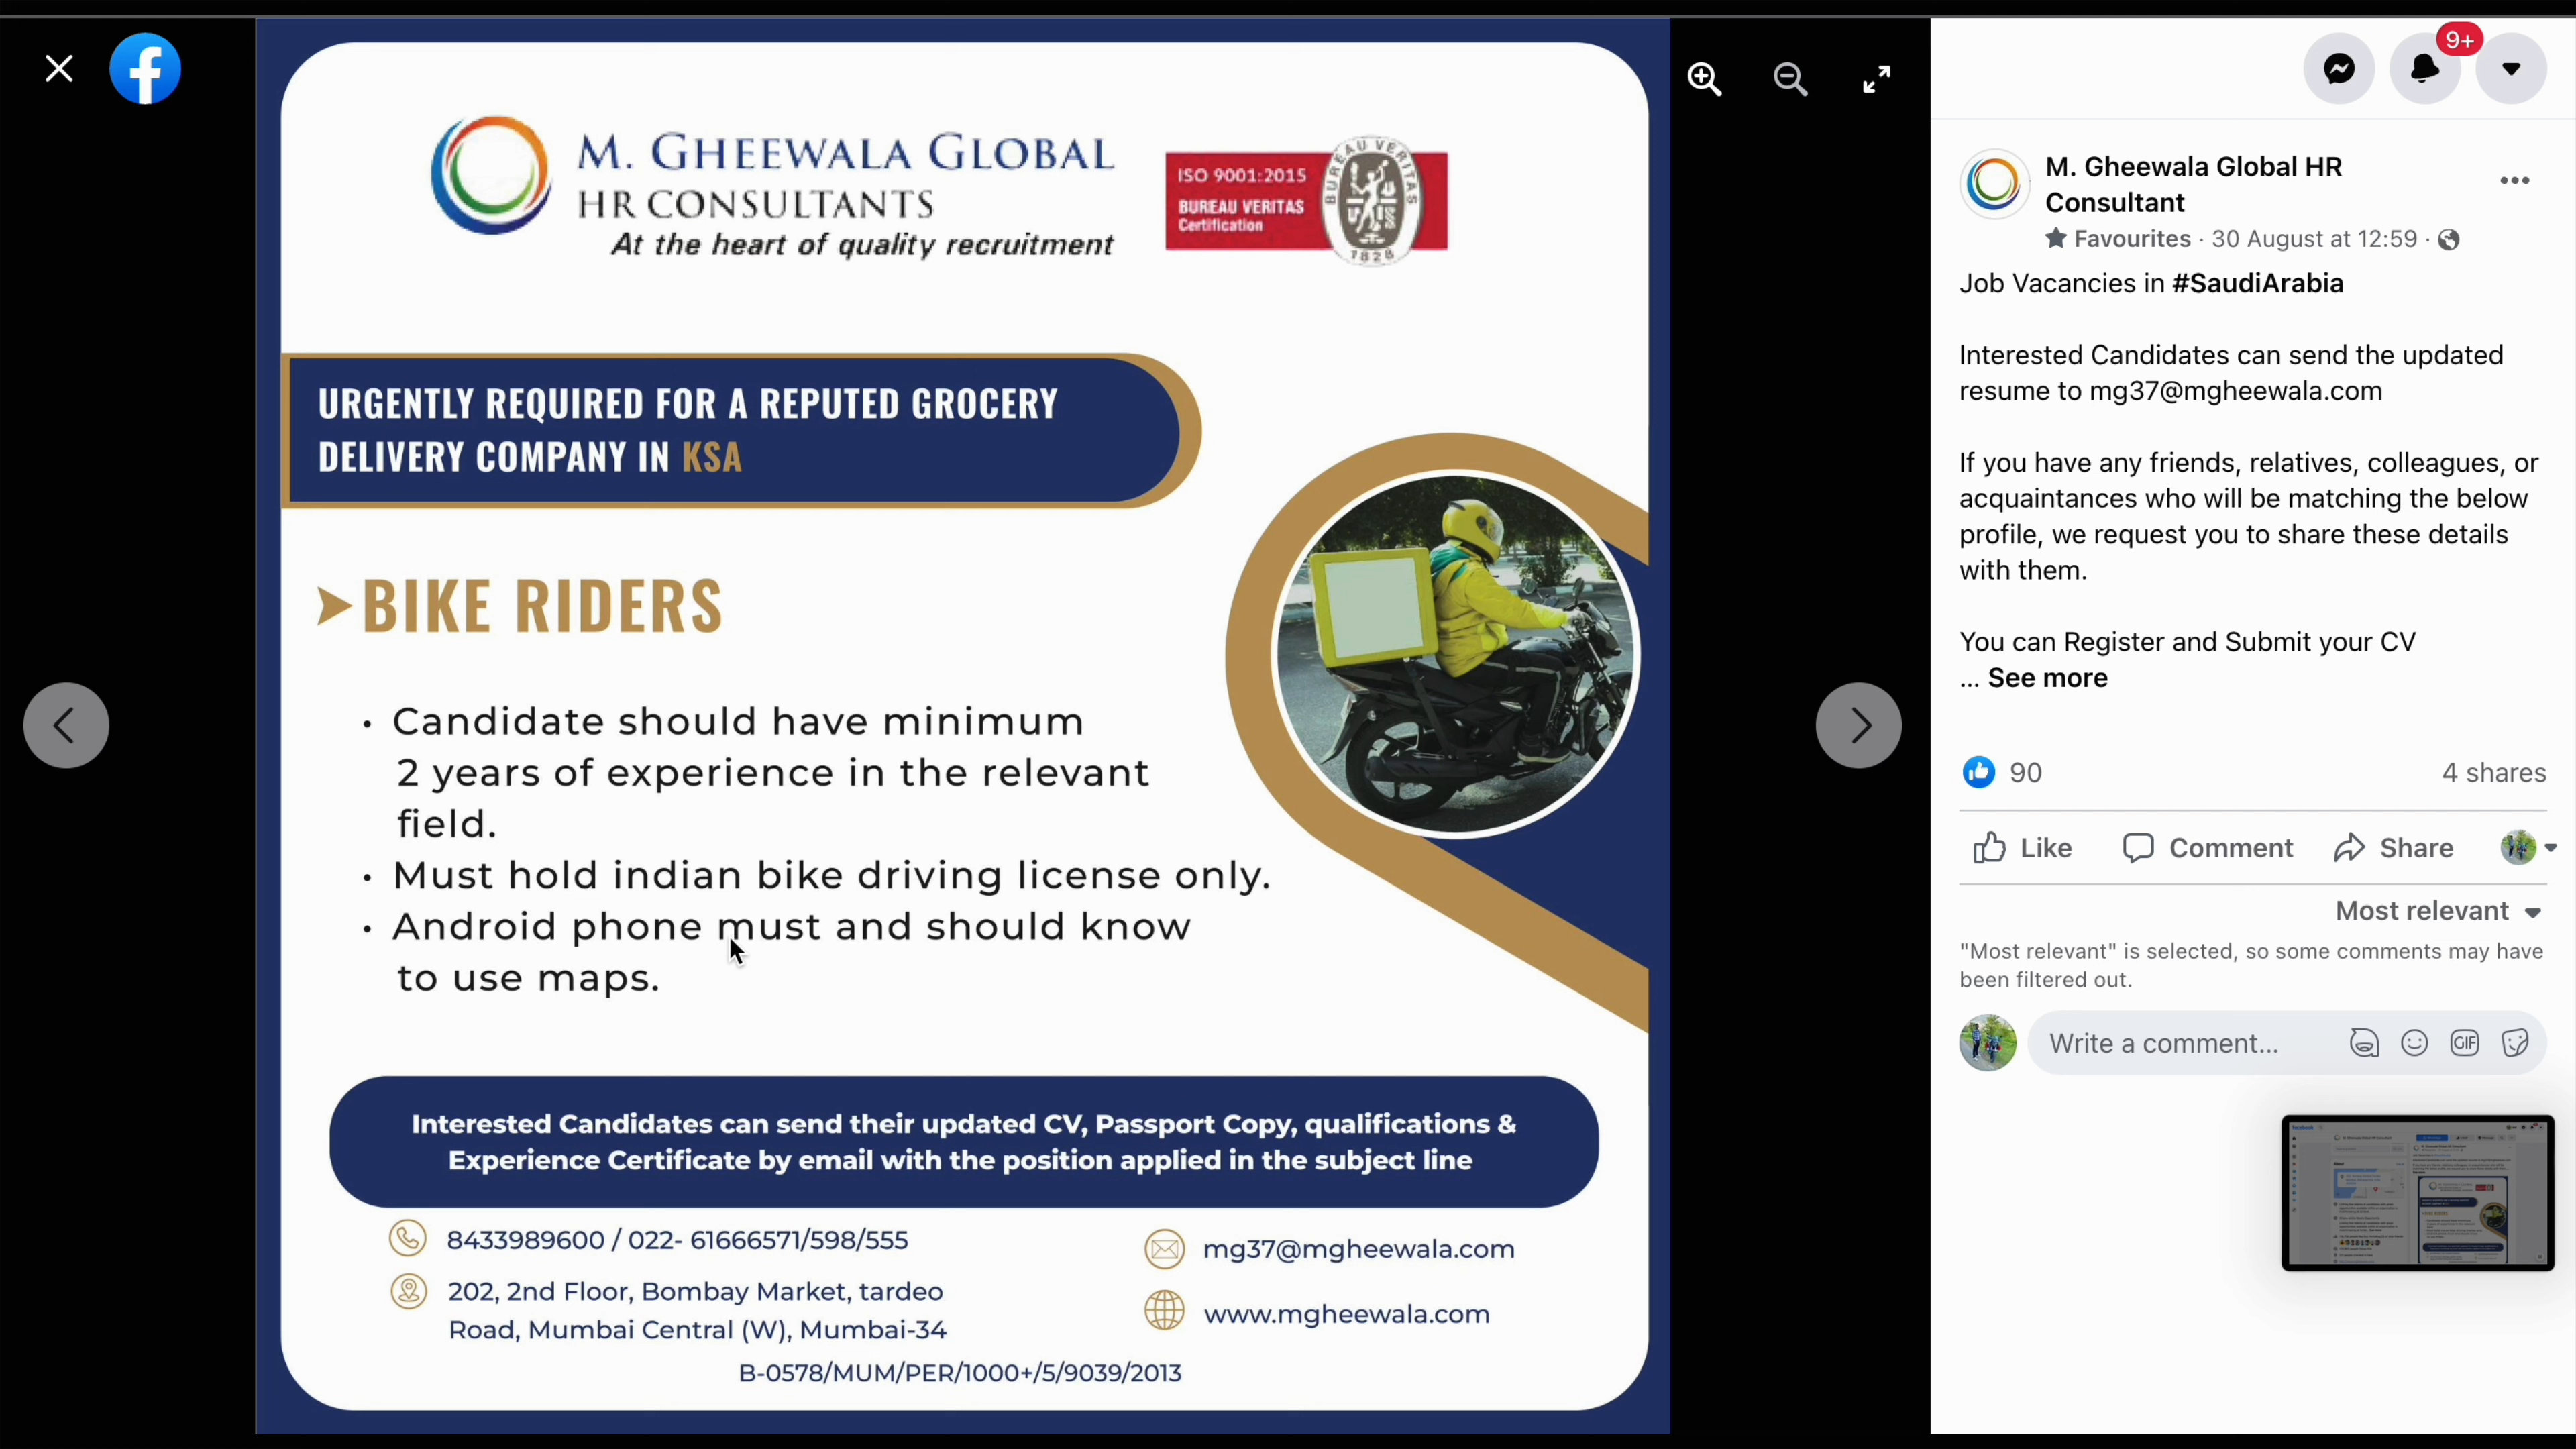 M. GHEEWALA GLOBAL
HR CONSULTANTS
At the heart of quality recruitment
ISO 9001:2015
BUREAU VERITAS
Certification
BUREAU VERITAS
1828
URGENTLY REQUIRED FOR A REPUTED GROCERY
DELIVERY COMPANY IN KSA
➤BIKE RIDERS
• Candidate should have minimum
2 years of experience in the relevant
field.
• Must hold indian bike driving license only.
• Android phone must and should know
to use maps.
Interested Candidates can send their updated CV, Passport Copy, qualifications &
Experience Certificate by email with the position applied in the subject line
8433989600 / 022- 61666571/598/555
202, 2nd Floor, Bombay Market, tardeo
Road, Mumbai Central (W), Mumbai-34
mg37@mgheewala.com
www.mgheewala.com
B-0578/MUM/PER/1000+/5/9039/2013
9+
M. Gheewala Global HR
Consultant
Favourites · 30 August at 12:59 ·
Job Vacancies in #SaudiArabia
Interested Candidates can send the updated
resume to mg37@mgheewala.com
If you have any friends, relatives, colleagues, or
acquaintances who will be matching the below
profile, we request you to share these details
with them.
You can Register and Submit your CV
... See more
90
4 shares
Like
Comment
Share
Most relevant
"Most relevant" is selected, so some comments may have
been filtered out.
Write a comment...
GIF